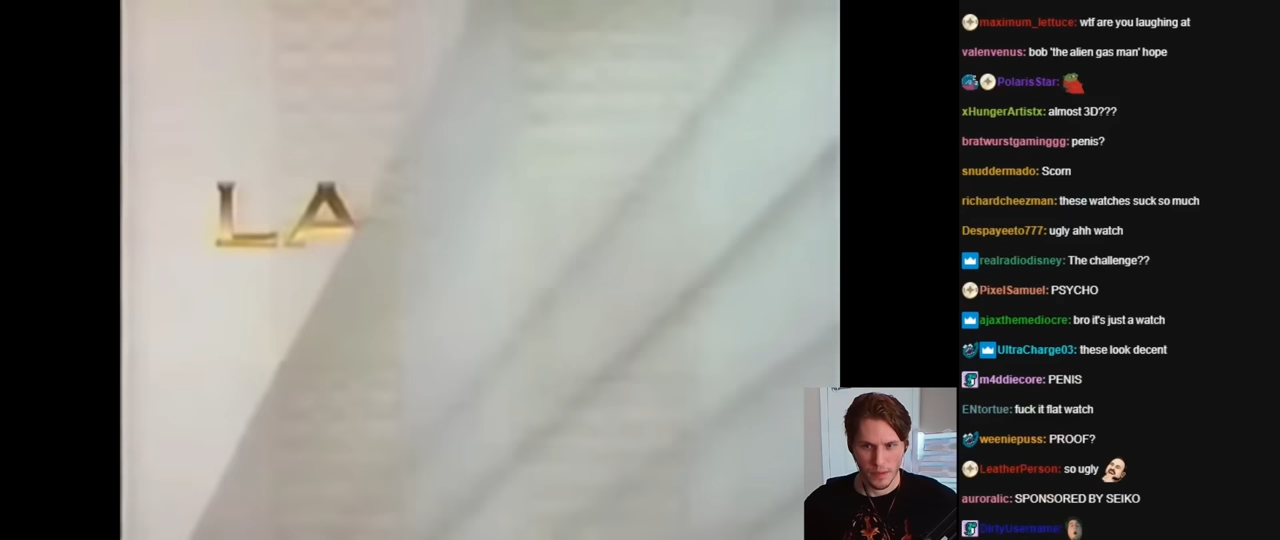 LA
maximum_lettuce: wtf are you laughing at
valenvenus: bob 'the alien gas man' hope
PolarisStar:
xHungerArtistx: almost 3D???
bratwurstgaminggg: penis?
snuddermado: Scorn
richardcheezman: these watches suck so much
Despayeeto777: ugly ahh watch
realradiodisney: The challenge??
PixelSamuel: PSYCHO
ajaxthemediocre: bro it's just a watch
UltraCharge03: these look decent
m4ddiecore: PENIS
ENtortue: fuck it flat watch
weeniepuss: PROOF?
LeatherPerson: so ugly
auroralic: SPONSORED BY SEIKO
DirtyUsername: